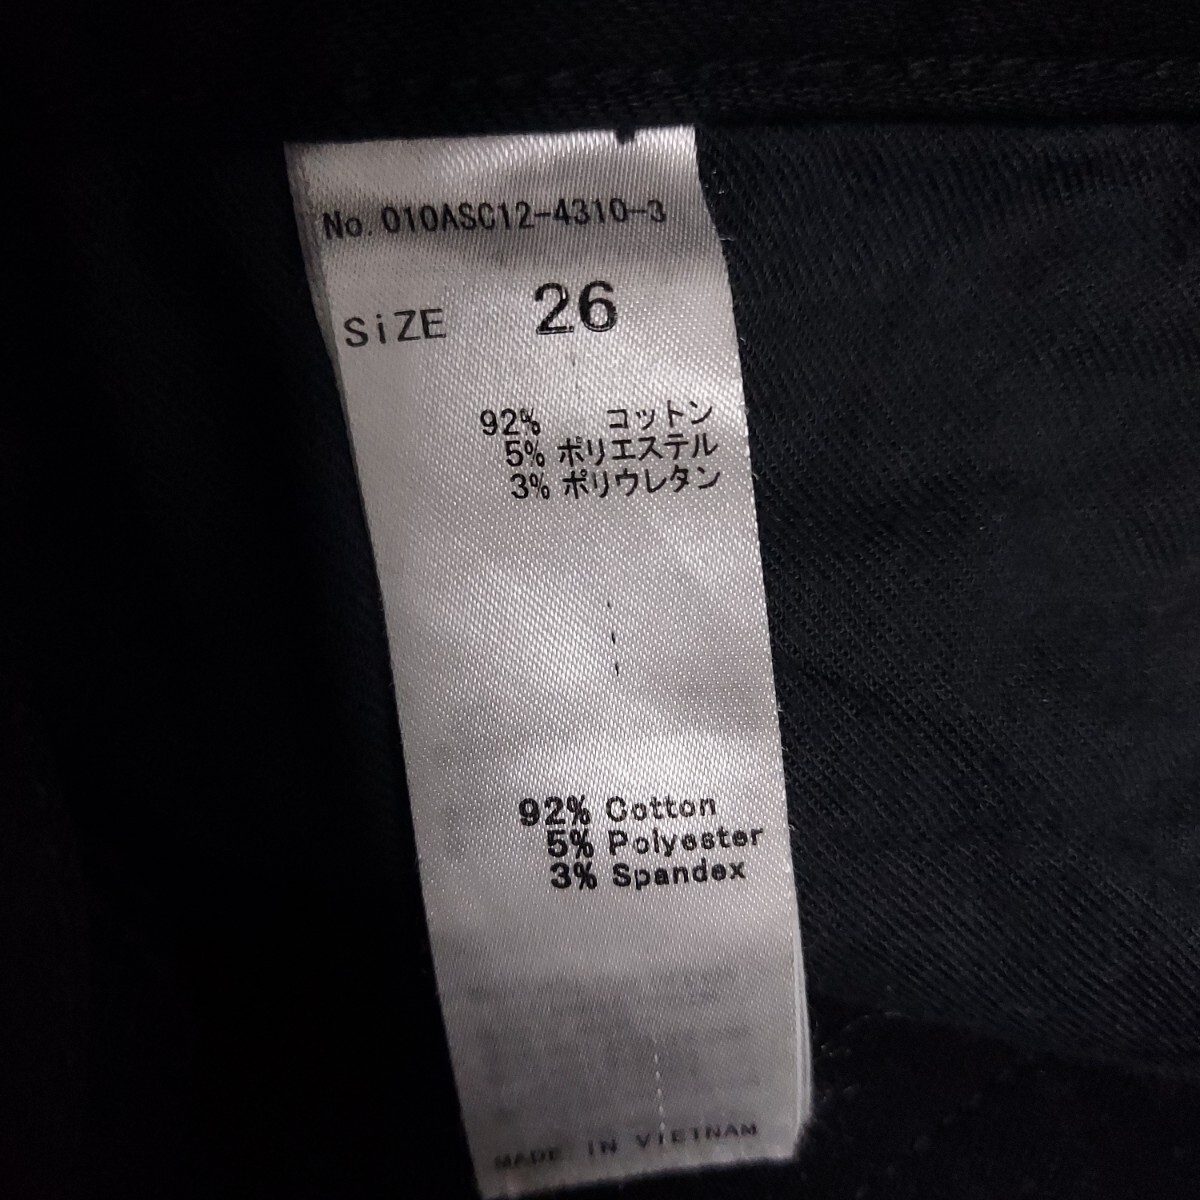 No. 010ASC12-4310-3
SiZE 26
92% コットン
5% ポリエステル
3% ポリウレタン
92% Cotton
5% Polyester
3% Spandex
MADE IN VIETNAM